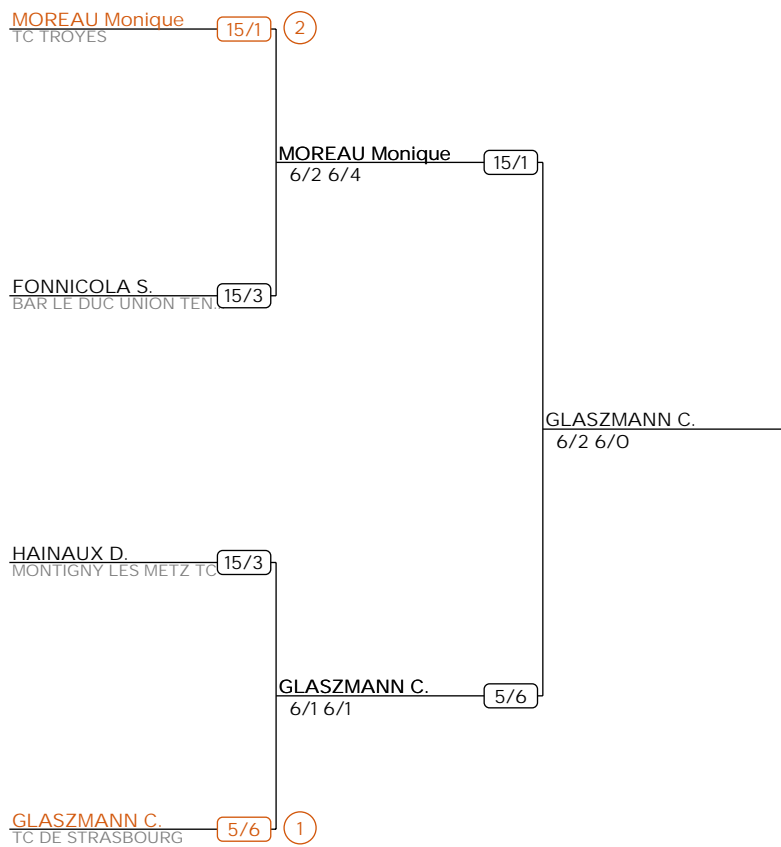 MOREAU Monique 15/1 2
TC TROYES
MOREAU Monique 15/1
6/2 6/4
FONNICOLA S. 15/3
BAR LE DUC UNION TEN...
GLASZMANN C.
6/2 6/0
HAINAUX D. 15/3
MONTIGNY LES METZ TC
GLASZMANN C. 5/6
6/1 6/1
GLASZMANN C. 5/6 1
TC DE STRASBOURG